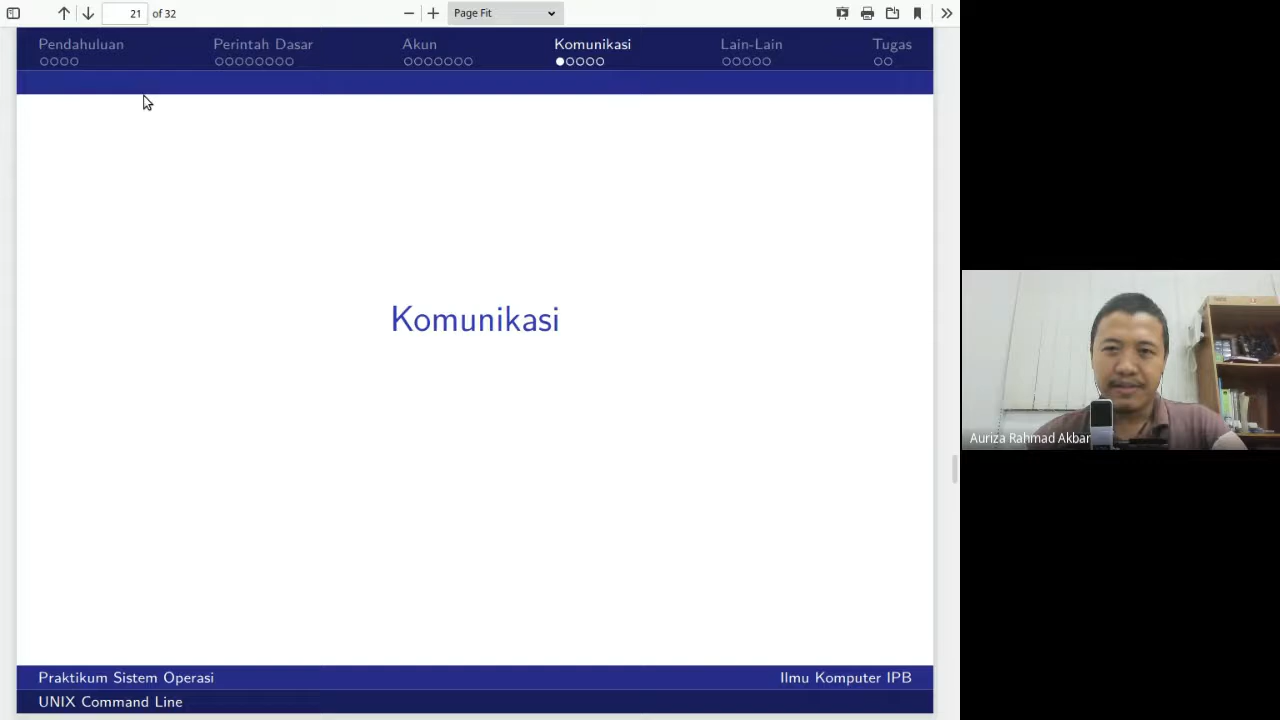 21 of 32 Page Fit
Pendahuluan Perintah Dasar Akun Komunikasi Lain-Lain Tugas
Komunikasi
Auriza Rahmad Akbar
Praktikum Sistem Operasi Ilmu Komputer IPB
UNIX Command Line